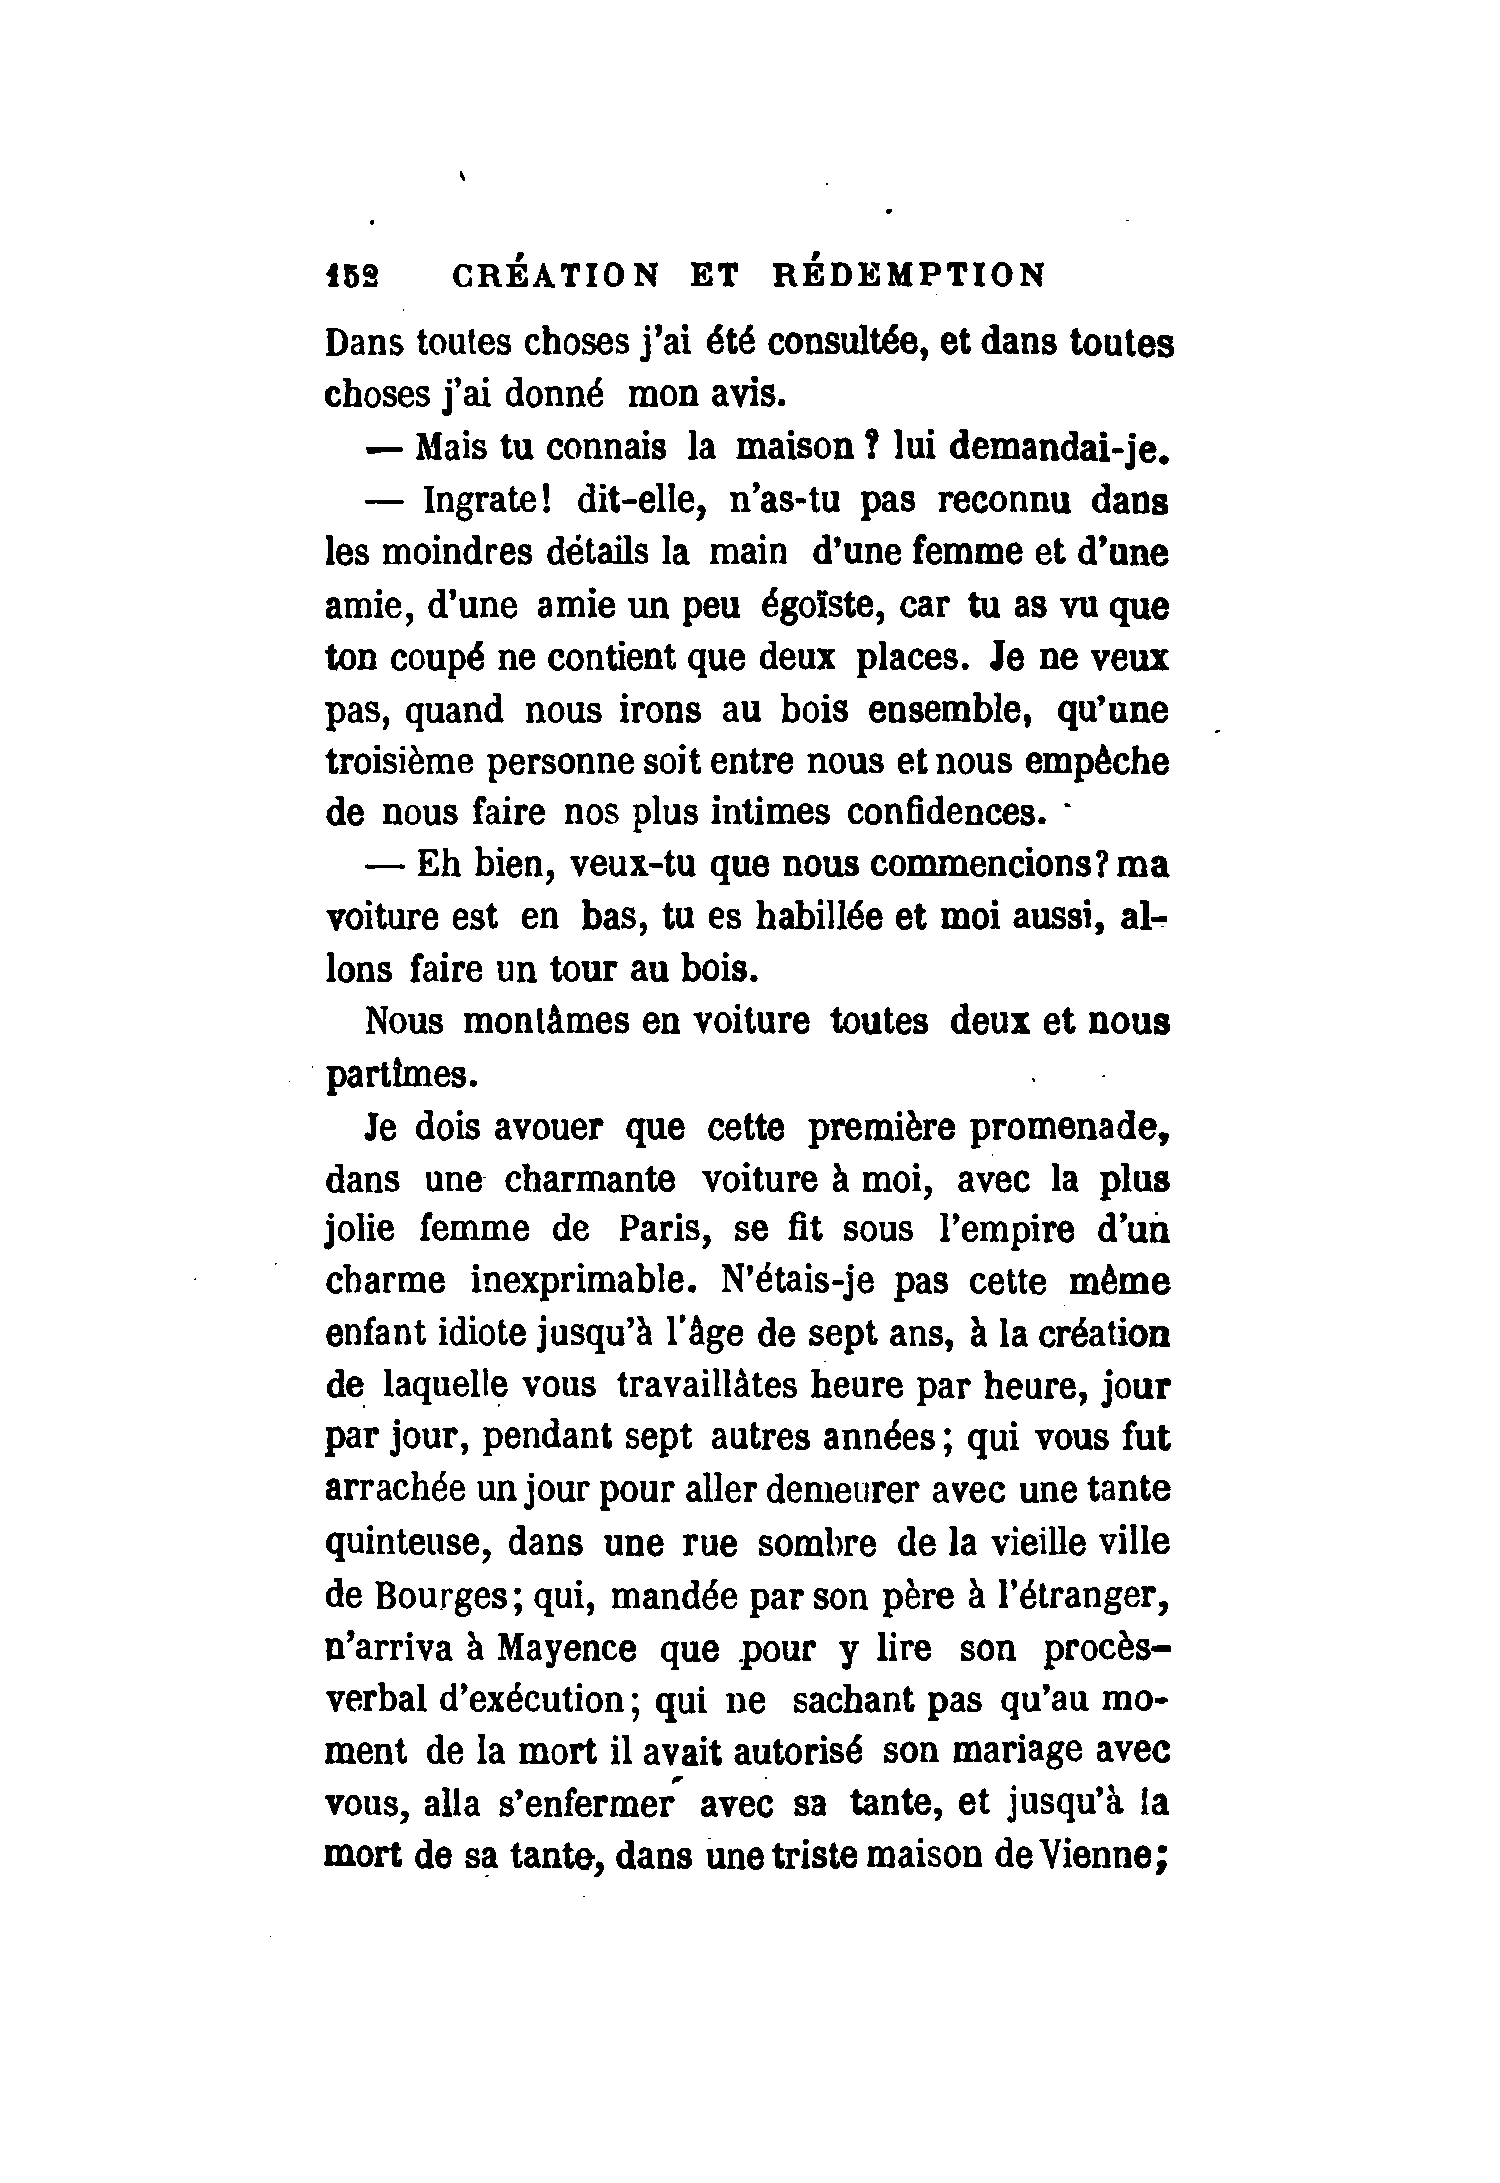 152 CRÉATION ET RÉDEMPTION
Dans toutes choses j'ai été consultée, et dans toutes
choses j'ai donné mon avis.
— Mais tu connais la maison ? lui demandai-je.
— Ingrate! dit-elle, n'as-tu pas reconnu dans
les moindres détails la main d'une femme et d'une
amie, d'une amie un peu égoïste, car tu as vu que
ton coupé ne contient que deux places. Je ne veux
pas, quand nous irons au bois ensemble, qu'une
troisième personne soit entre nous et nous empêche
de nous faire nos plus intimes confidences.
— Eh bien, veux-tu que nous commencions? ma
voiture est en bas, tu es habillée et moi aussi, al-
lons faire un tour au bois.
Nous montâmes en voiture toutes deux et nous
partîmes.
Je dois avouer que cette première promenade,
dans une charmante voiture à moi, avec la plus
jolie femme de Paris, se fit sous l'empire d'un
charme inexprimable. N'étais-je pas cette même
enfant idiote jusqu'à l'âge de sept ans, à la création
de laquelle vous travaillâtes heure par heure, jour
par jour, pendant sept autres années; qui vous fut
arrachée un jour pour aller demeurer avec une tante
quinteuse, dans une rue sombre de la vieille ville
de Bourges; qui, mandée par son père à l'étranger,
n'arriva à Mayence que pour y lire son procès-
verbal d'exécution; qui ne sachant pas qu'au mo-
ment de la mort il avait autorisé son mariage avec
vous, alla s'enfermer avec sa tante, et jusqu'à la
mort de sa tante, dans une triste maison de Vienne;